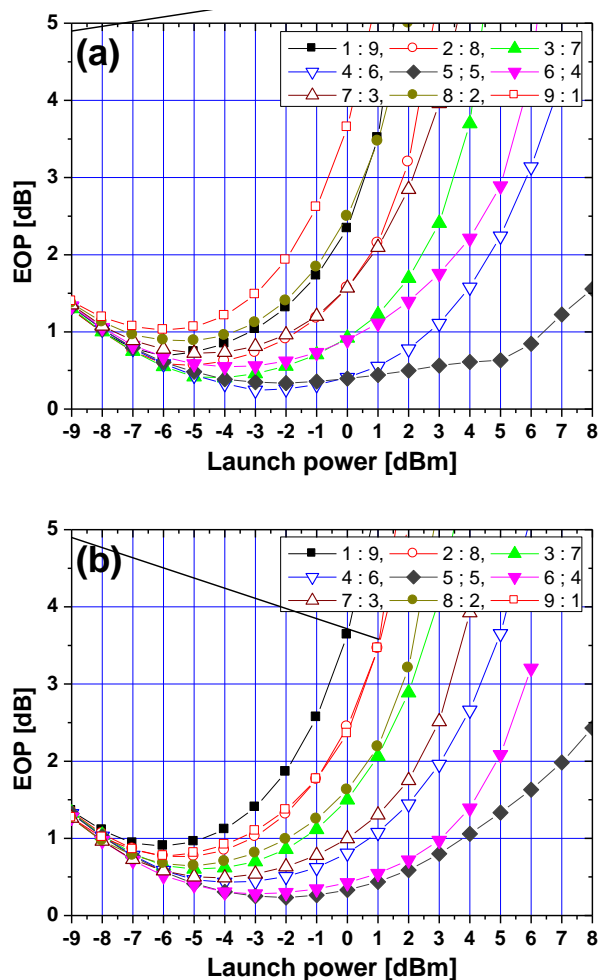 5
(a)
1 : 9, 2 : 8, 3 : 7
4 : 6, 5 ; 5, 6 ; 4
7 : 3, 8 : 2, 9 : 1
4
3
2
1
0
EOP [dB]
-9 -8 -7 -6 -5 -4 -3 -2 -1 0 1 2 3 4 5 6 7 8
Launch power [dBm]
5
(b)
1 : 9, 2 : 8, 3 : 7
4 : 6, 5 ; 5, 6 ; 4
7 : 3, 8 : 2, 9 : 1
4
3
2
1
0
EOP [dB]
-9 -8 -7 -6 -5 -4 -3 -2 -1 0 1 2 3 4 5 6 7 8
Launch power [dBm]